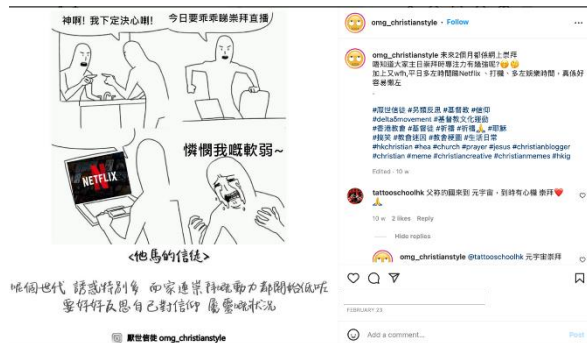 神啊! 我下定決心喇!
今日要乖乖睇崇拜直播
NETFLIX
憐憫我嘅軟弱~
<他馬的信徒>
呢個世代 誘惑特別多 而家連崇拜嘅動力都開始低咗
要好好反思自己對信仰 屬靈嘅狀況
厭世信徒 omg_christianstyle
omg_christianstyle • Follow
omg_christianstyle 未來2個月都係網上崇拜
唔知道大家主日崇拜時專注力有幾強呢?
加上又wfh,平日多左時間睇Netflix 、打機、多左娛樂時間,真係好
容易懶左
.
#厭世信徒 #另類反思 #基督教 #信仰
#deltaδmovement #基督教文化運動
#香港教會 #基督徒 #祈禱 #祈禱🙏 #耶穌
#搞笑 #教會迷因 #教會梗圖 #生活日常
#hkchristian #hea #church #prayer #jesus #christianblogger
#christian #meme #christiancreative #christianmemes #hkig
Edited · 10 w
tattooschoolhk 父祢的國來到 元宇宙,到時有心機 崇拜❤️
🙏
10 w 2 likes Reply
Hide replies
omg_christianstyle @tattooschoolhk 元宇宙崇拜
FEBRUARY 23
Add a comment...
Post